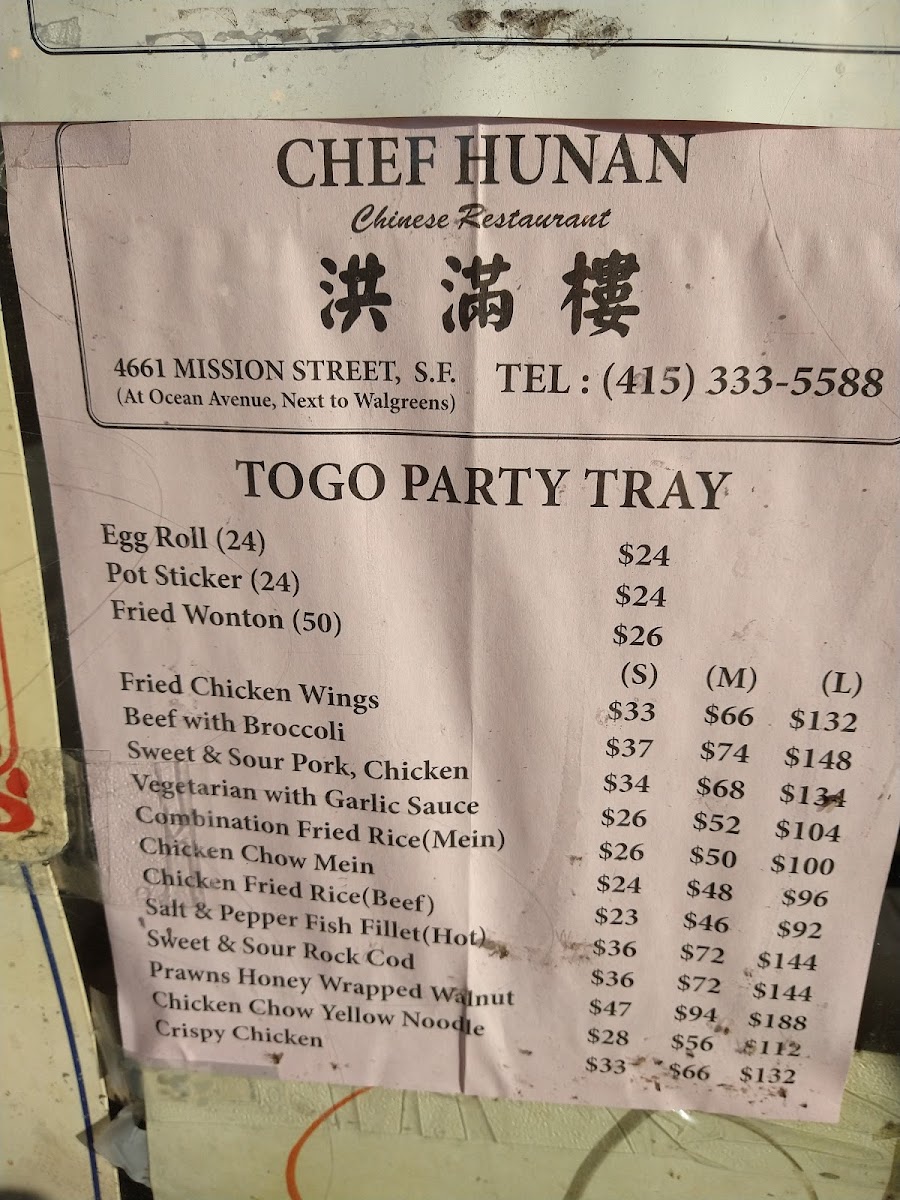 CHEF HUNAN
Chinese Restaurant
洪滿樓
4661 MISSION STREET, S.F. TEL : (415) 333-5588
(At Ocean Avenue, Next to Walgreens)
TOGO PARTY TRAY
Egg Roll (24) $24
Pot Sticker (24) $24
Fried Wonton (50) $26
(S) (M) (L)
Fried Chicken Wings $33 $66 $132
Beef with Broccoli $37 $74 $148
Sweet & Sour Pork, Chicken $34 $68 $134
Vegetarian with Garlic Sauce $26 $52 $104
Combination Fried Rice(Mein) $26 $50 $100
Chicken Chow Mein $24 $48 $96
Chicken Fried Rice(Beef) $23 $46 $92
Salt & Pepper Fish Fillet(Hot) $36 $72 $144
Sweet & Sour Rock Cod $36 $72 $144
Prawns Honey Wrapped Walnut $47 $94 $188
Chicken Chow Yellow Noodle $28 $56 $112
Crispy Chicken $33 $66 $132